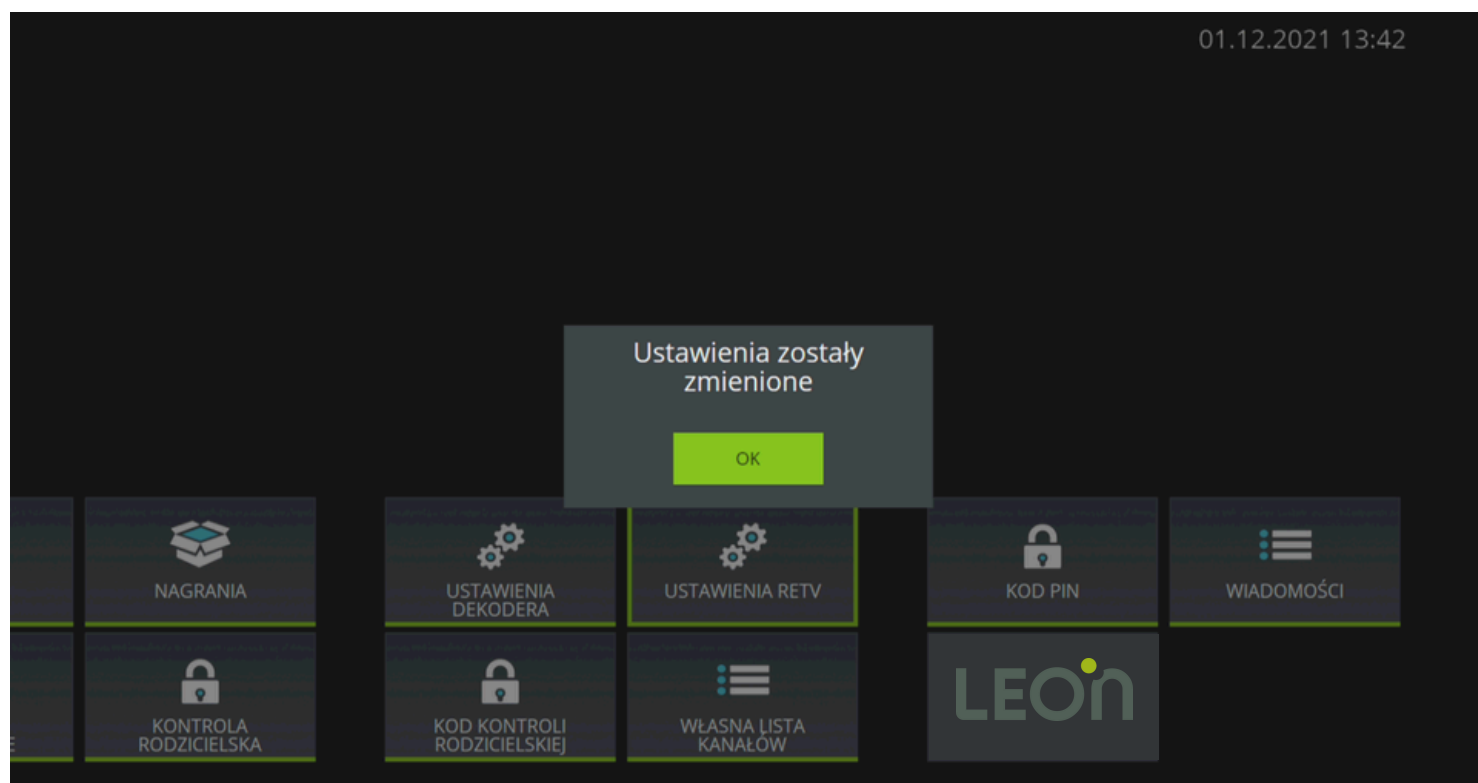 01.12.2021 13:42
Ustawienia zostały
zmienione
OK
NAGRANIA
USTAWIENIA
DEKODERA
USTAWIENIA RETV
KOD PIN
WIADOMOŚCI
E
KONTROLA
RODZICIELSKA
KOD KONTROLI
RODZICIELSKIEJ
WŁASNA LISTA
KANAŁÓW
LEON